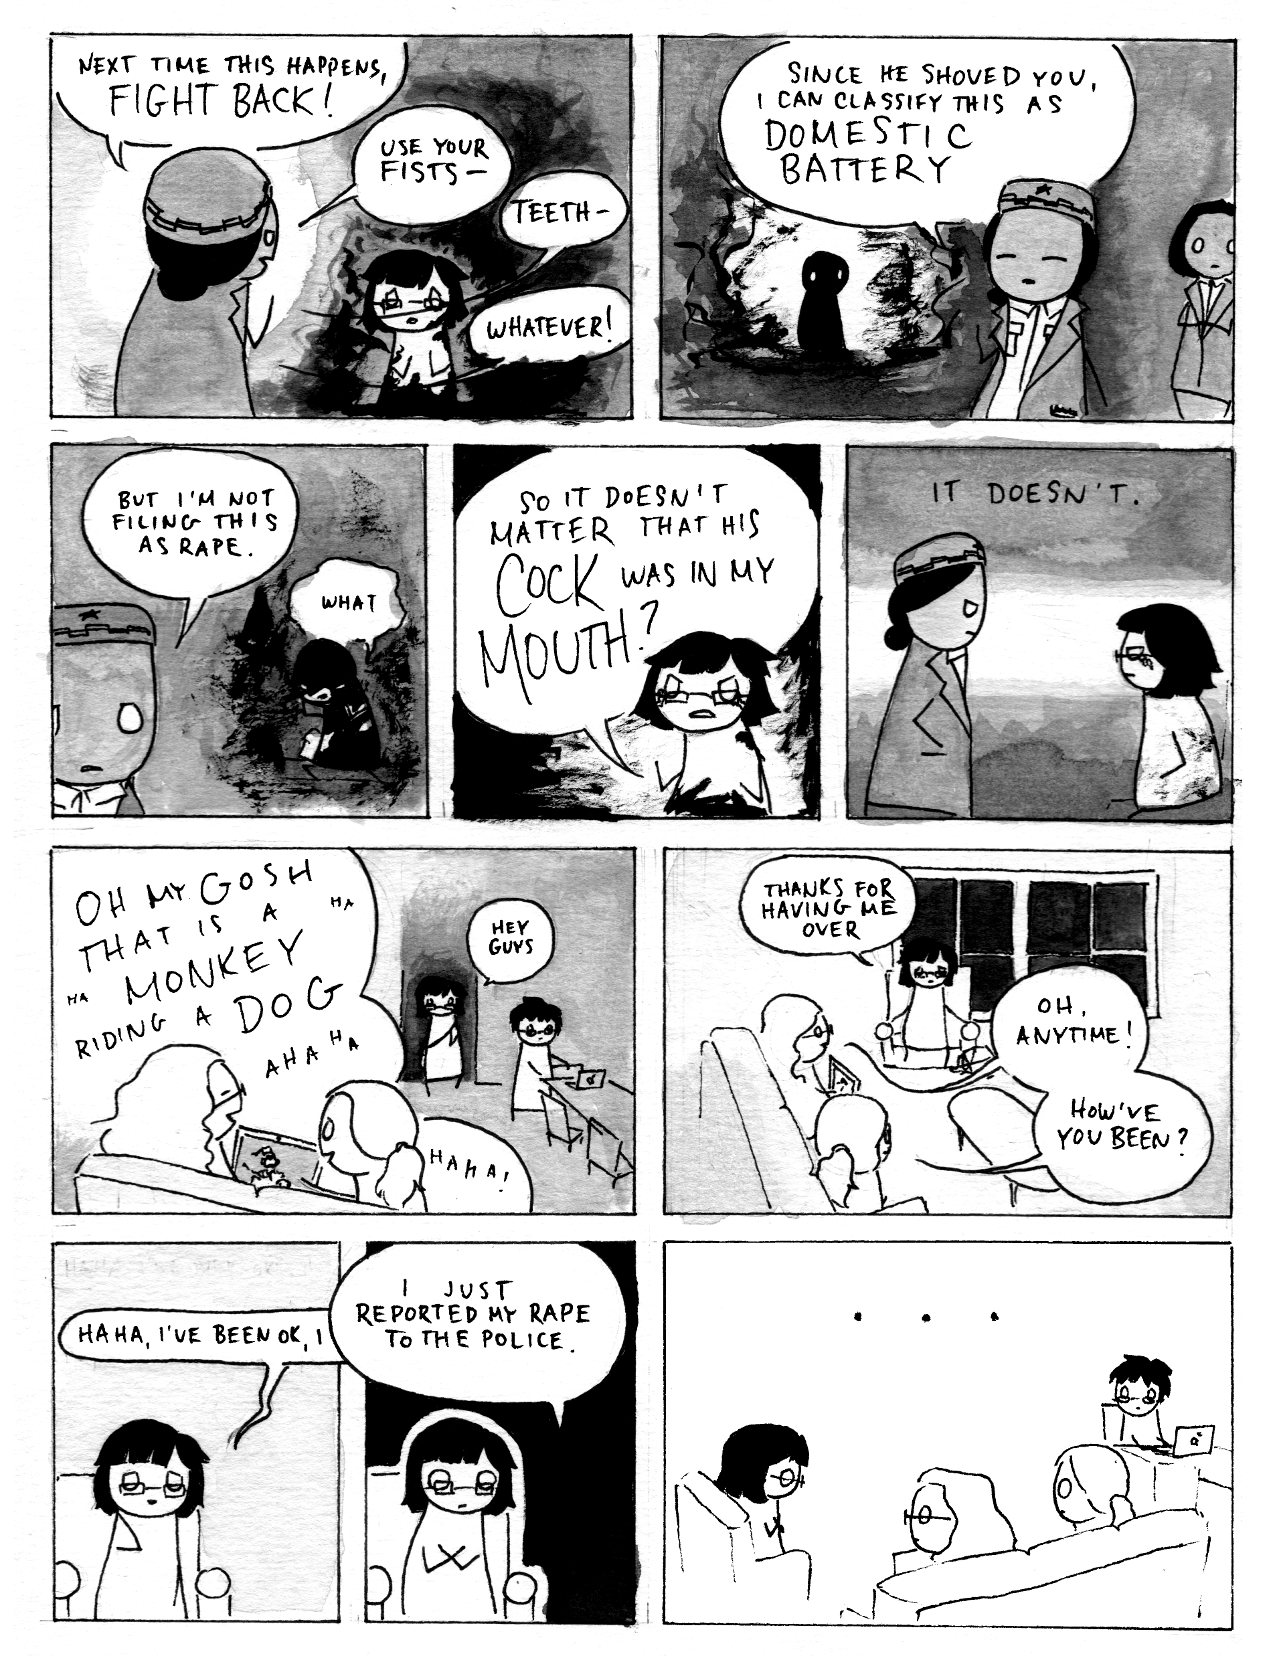 NEXT TIME THIS HAPPENS,
FIGHT BACK!
USE YOUR
FISTS—
TEETH—
WHATEVER!
SINCE HE SHOVED YOU,
I CAN CLASSIFY THIS AS
DOMESTIC
BATTERY
BUT I'M NOT
FILING THIS
AS RAPE.
WHAT
SO IT DOESN'T
MATTER THAT HIS
COCK WAS IN MY
MOUTH?
IT DOESN'T.
OH MY GOSH
THAT IS A
HA
HA
MONKEY
RIDING A DOG
AHA HA
HEY
GUYS
HAHA!
THANKS FOR
HAVING ME
OVER
OH,
ANYTIME!
HOW'VE
YOU BEEN?
HAHA, I'VE BEEN OK, I
I JUST
REPORTED MY RAPE
TO THE POLICE.
. . .